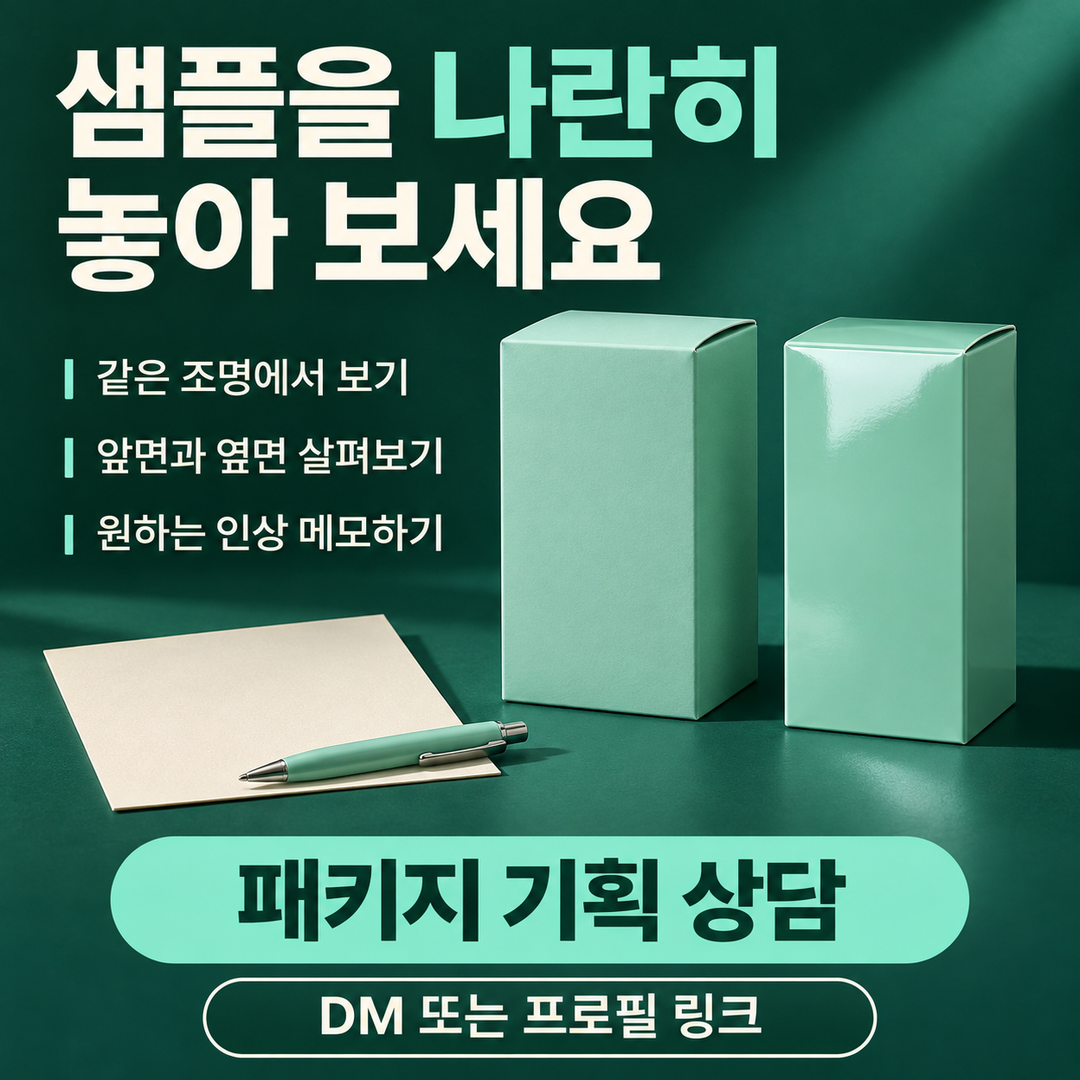 샘플을 나란히
놓아 보세요
같은 조명에서 보기
앞면과 옆면 살펴보기
원하는 인상 메모하기
패키지 기획 상담
DM 또는 프로필 링크